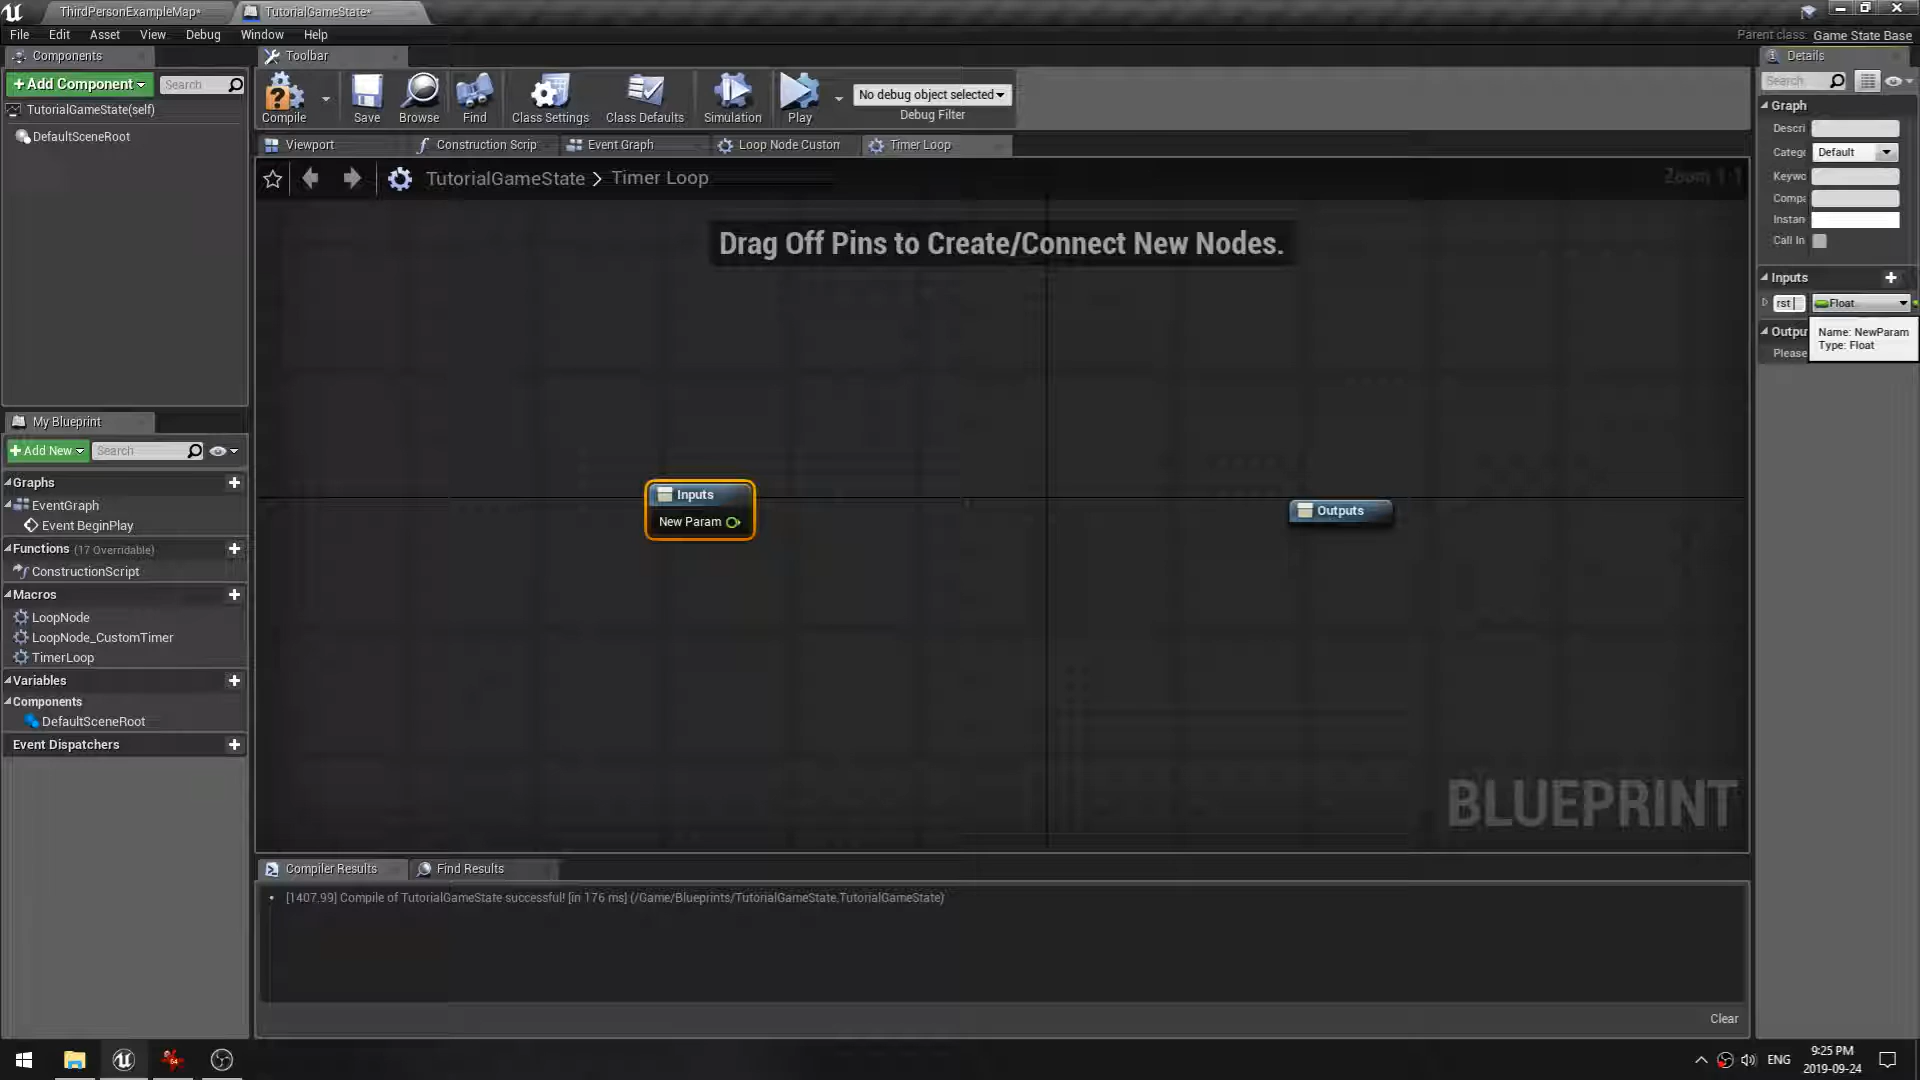 ThirdPersonExampleMap*
TutorialGameState*
File Edit Asset View Debug Window Help
Parent class: Game State Base
Components
Toolbar
Details
+Add Component
Search
TutorialGameState(self)
DefaultSceneRoot
Compile
Save
Browse
Find
Class Settings
Class Defaults
Simulation
Play
No debug object selected
Debug Filter
Search
Viewport
Construction Scrip
Event Graph
Loop Node Custom
Timer Loop
TutorialGameState > Timer Loop
Zoom 1:1
Drag Off Pins to Create/Connect New Nodes.
Graph
Descri
Catego Default
Keywo
Compa
Instan
Call In
Inputs
rst
Float
Outpu
Please
Name: NewParam
Type: Float
Inputs
New Param
Outputs
BLUEPRINT
My Blueprint
+Add New
Search
Graphs
EventGraph
Event BeginPlay
Functions (17 Overridable)
ConstructionScript
Macros
LoopNode
LoopNode_CustomTimer
TimerLoop
Variables
Components
DefaultSceneRoot
Event Dispatchers
Compiler Results
Find Results
• [1407.99] Compile of TutorialGameState successful! [in 176 ms] (/Game/Blueprints/TutorialGameState.TutorialGameState)
Clear
ENG
9:25 PM
2019-09-24